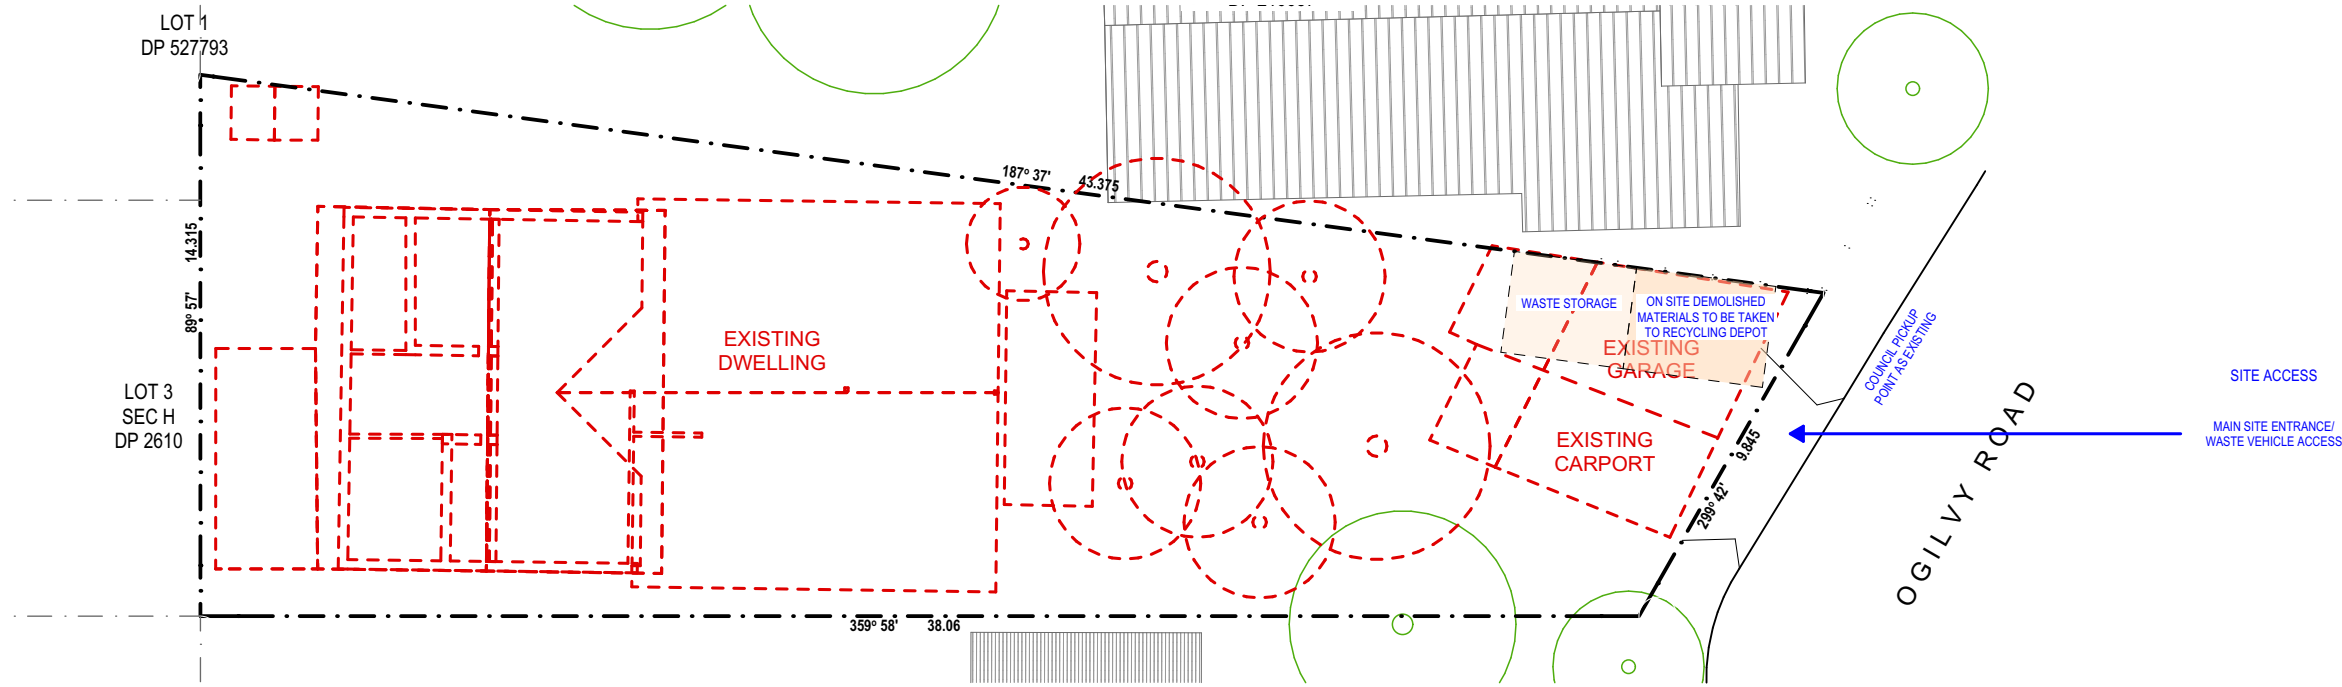 LOT 1
DP 527793
187° 37'
43.375
14.315
89° 57'
LOT 3
SEC H
DP 2610
EXISTING
DWELLING
WASTE STORAGE
ON SITE DEMOLISHED
MATERIALS TO BE TAKEN
TO RECYCLING DEPOT
EXISTING
GARAGE
EXISTING
CARPORT
COUNCIL PICKUP
POINT AS EXISTING
SITE ACCESS
MAIN SITE ENTRANCE/
WASTE VEHICLE ACCESS
9.845
299° 42'
OGILVY ROAD
359° 58'
38.06